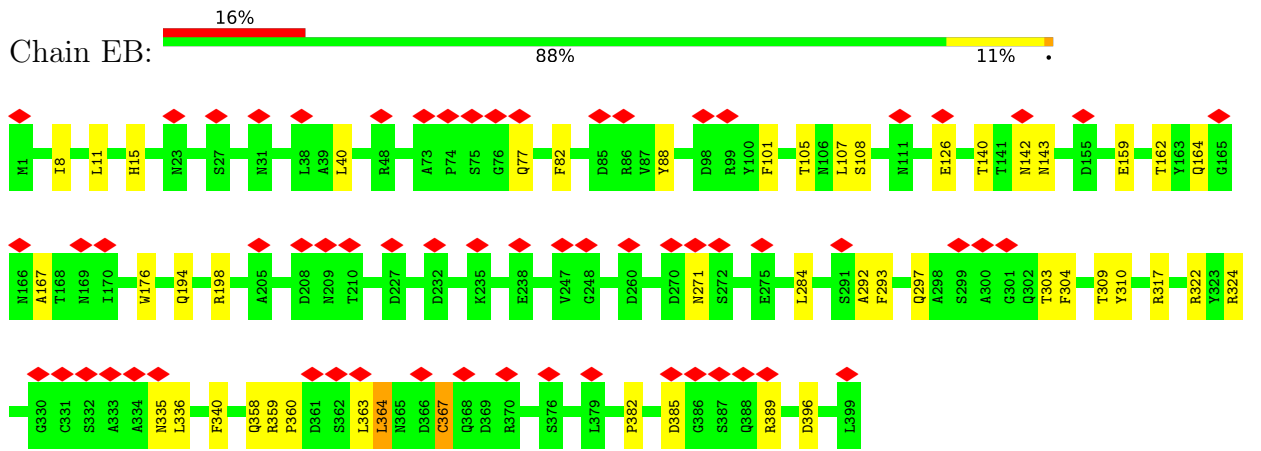 16%
Chain EB:
88% 11% •
M1 I8 L11 H15 N23 S27 N31 L38 A39 L40 R48 A73 P74 S75 G76 Q77 F82 D85 R86 V87 Y88 D98 R99 Y100 F101 T105 N106 L107 S108 N111 E126 T140 T141 N142 N143 D155 E159 T162 Y163 Q164 G165
N166 A167 T168 N169 I170 W176 Q194 R198 A205 D208 N209 T210 D227 D232 K235 E238 V247 G248 D260 D270 N271 S272 E275 L284 S291 A292 F293 Q297 A298 S299 A300 G301 Q302 T303 F304 T309 Y310 R317 R322 Y323 R324
G330 C331 S332 A333 A334 N335 L336 F340 Q358 R359 P360 D361 S362 L363 L364 N365 D366 C367 Q368 D369 R370 S376 L379 P382 D385 G386 S387 Q388 R389 D396 L399